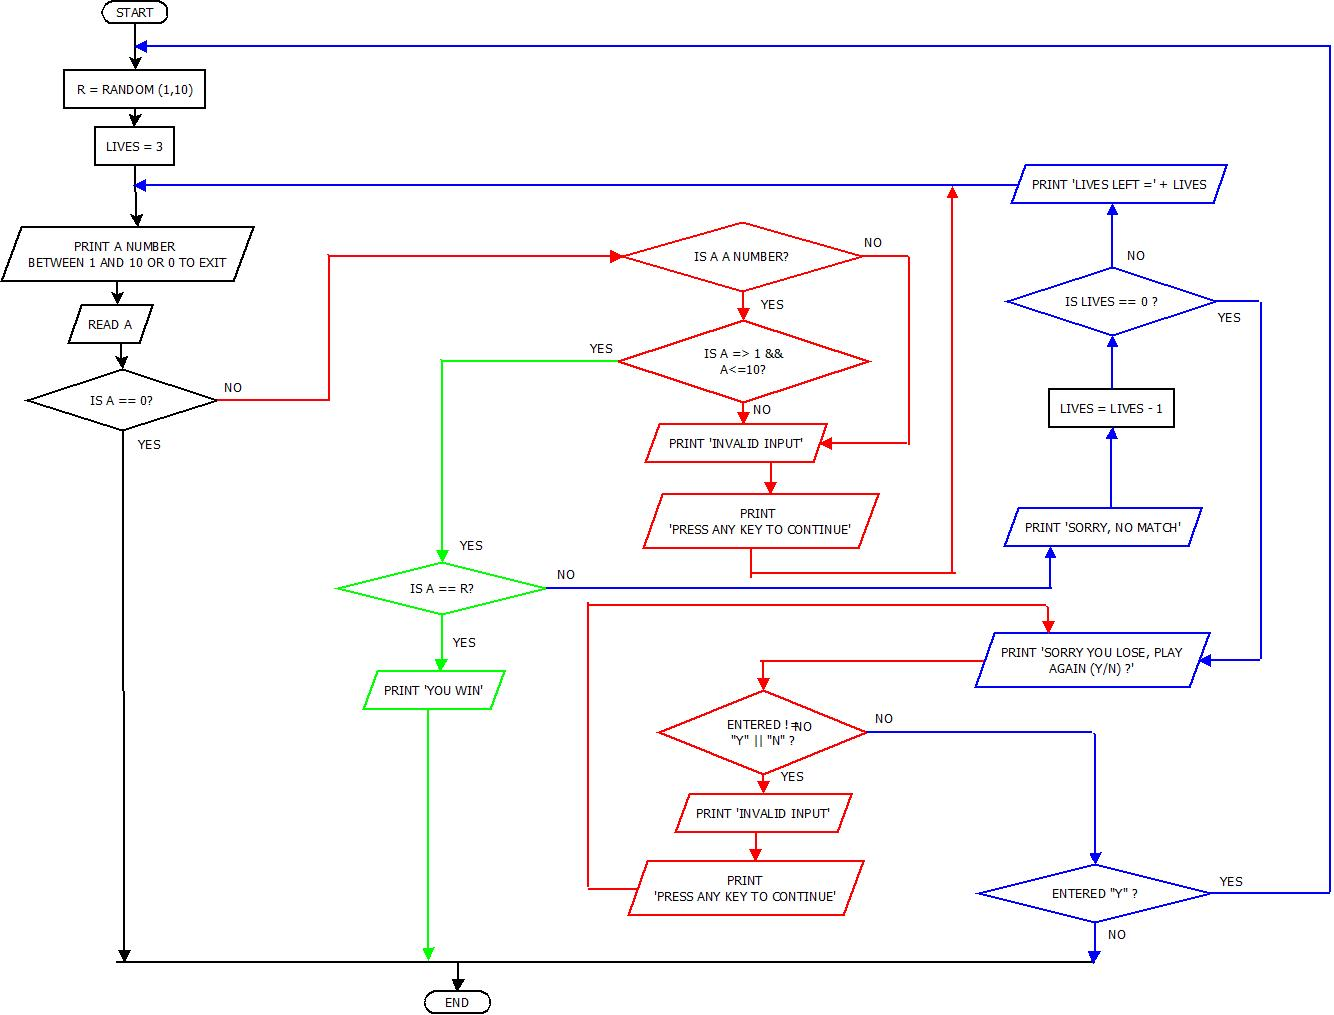 START
R = RANDOM (1,10)
LIVES = 3
PRINT 'LIVES LEFT =' + LIVES
PRINT A NUMBER
BETWEEN 1 AND 10 OR 0 TO EXIT
IS A A NUMBER?
NO
NO
YES
IS LIVES == 0 ?
YES
READ A
YES
IS A => 1 &&
A<=10?
NO
IS A == 0?
NO
YES
LIVES = LIVES - 1
PRINT 'INVALID INPUT'
PRINT
'PRESS ANY KEY TO CONTINUE'
PRINT 'SORRY, NO MATCH'
YES
IS A == R?
NO
YES
PRINT 'SORRY YOU LOSE, PLAY
AGAIN (Y/N) ?'
PRINT 'YOU WIN'
ENTERED !=
NO
"Y" || "N" ?
NO
YES
PRINT 'INVALID INPUT'
PRINT
'PRESS ANY KEY TO CONTINUE'
ENTERED "Y" ?
YES
NO
END